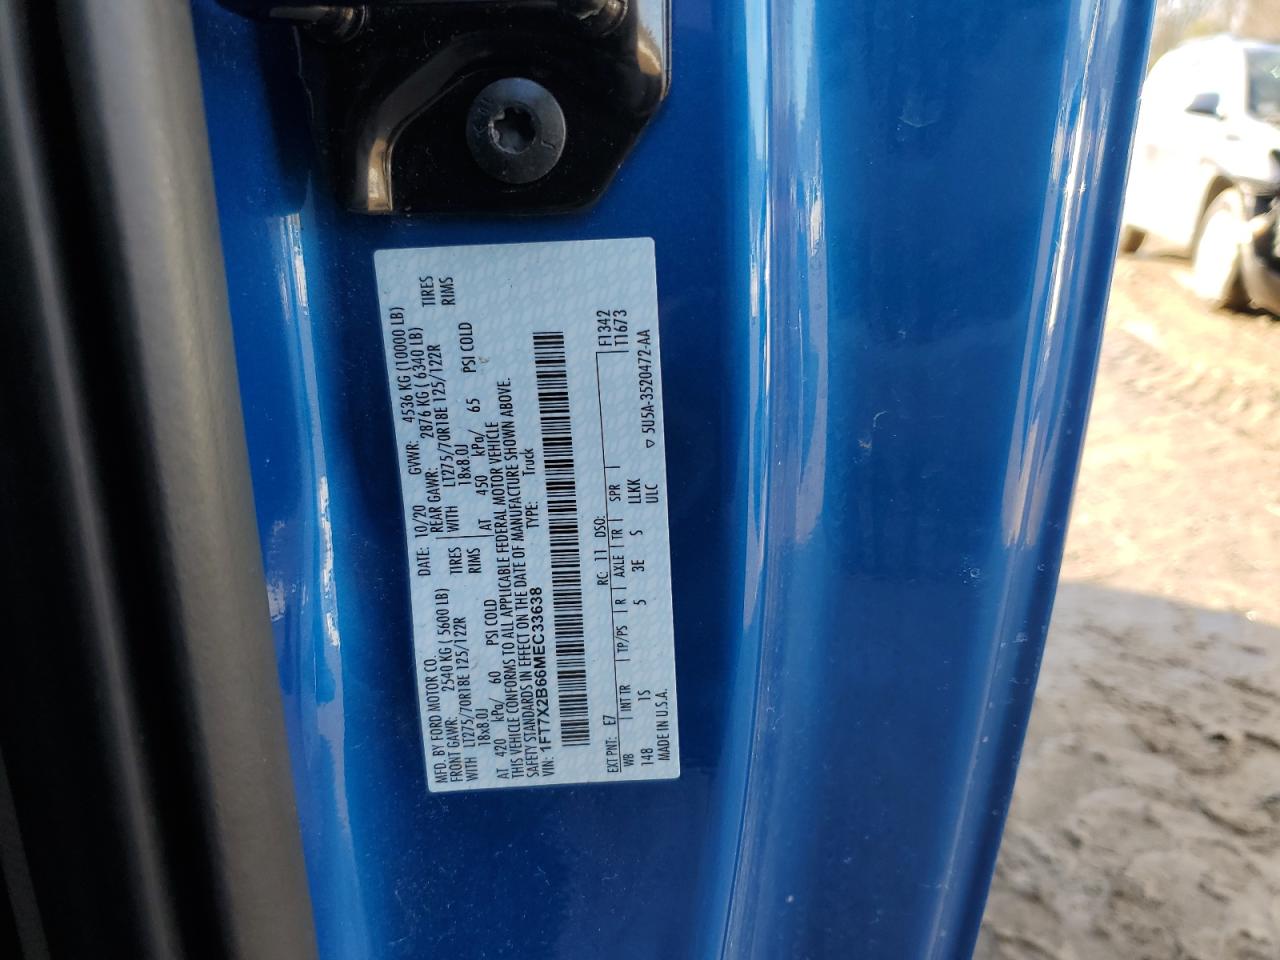 MFD. BY FORD MOTOR CO.
DATE: 10/20 GVWR: 4536 KG (10000 LB)
FRONT GAWR: 2540 KG ( 5600 LB) REAR GAWR: 2876 KG ( 6340 LB)
WITH LT275/70R18E 125/122R TIRES WITH LT275/70R18E 125/122R TIRES
18x8.0J RIMS 18x8.0J RIMS
AT 420 kPa/ 60 PSI COLD AT 450 kPa/ 65 PSI COLD
THIS VEHICLE CONFORMS TO ALL APPLICABLE FEDERAL MOTOR VEHICLE
SAFETY STANDARDS IN EFFECT ON THE DATE OF MANUFACTURE SHOWN ABOVE.
VIN: 1FT7X2B66MEC33638 TYPE: Truck
EXT PNT: E7 RC: 11 DSO: F1342
WB INT TR TP/PS R AXLE TR SPR T1673
148 1S 5 3E S LLKK
MADE IN U.S.A. ULC ▽ 5U5A-3520472-AA